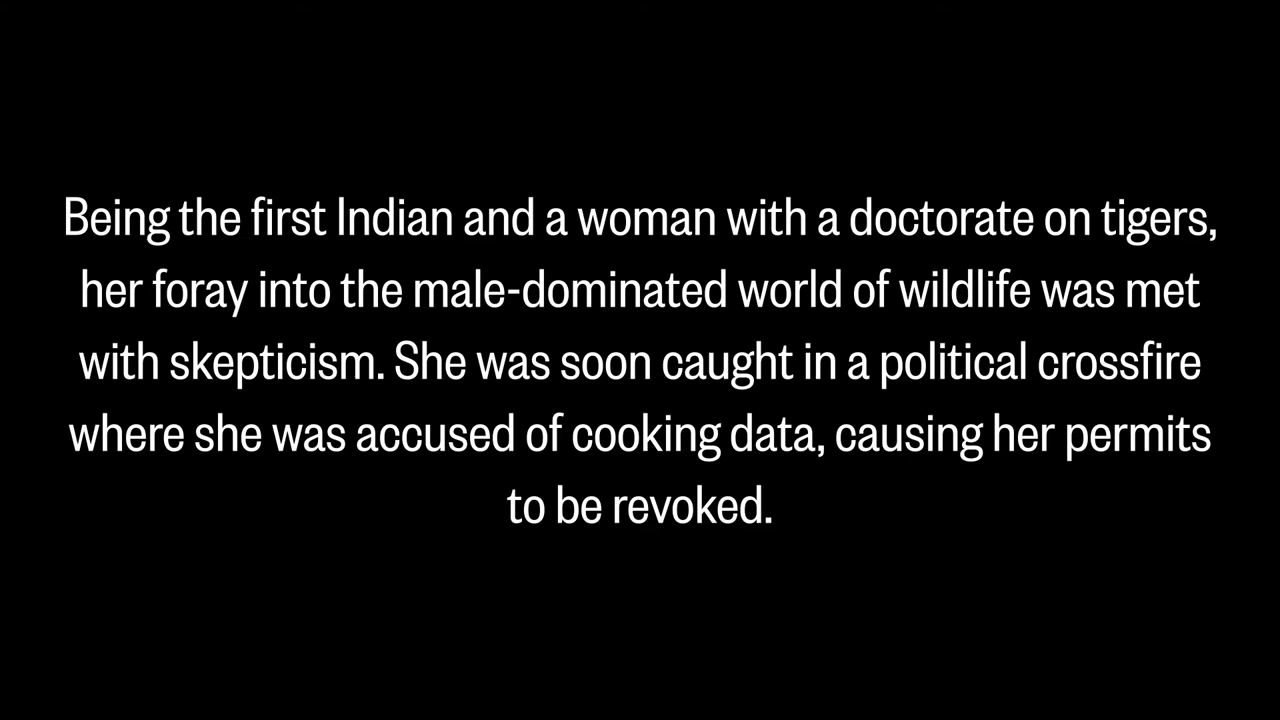 Being the first Indian and a woman with a doctorate on tigers,
her foray into the male-dominated world of wildlife was met
with skepticism. She was soon caught in a political crossfire
where she was accused of cooking data, causing her permits
to be revoked.